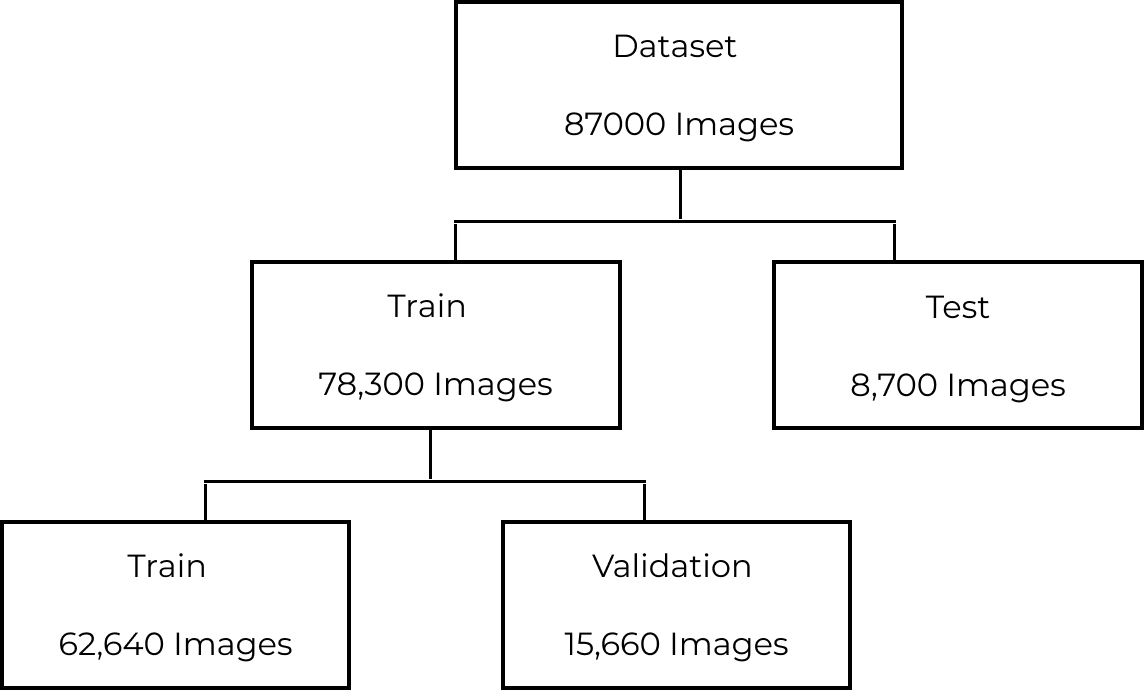 Dataset
87000 Images
Train
78,300 Images
Test
8,700 Images
Train
62,640 Images
Validation
15,660 Images